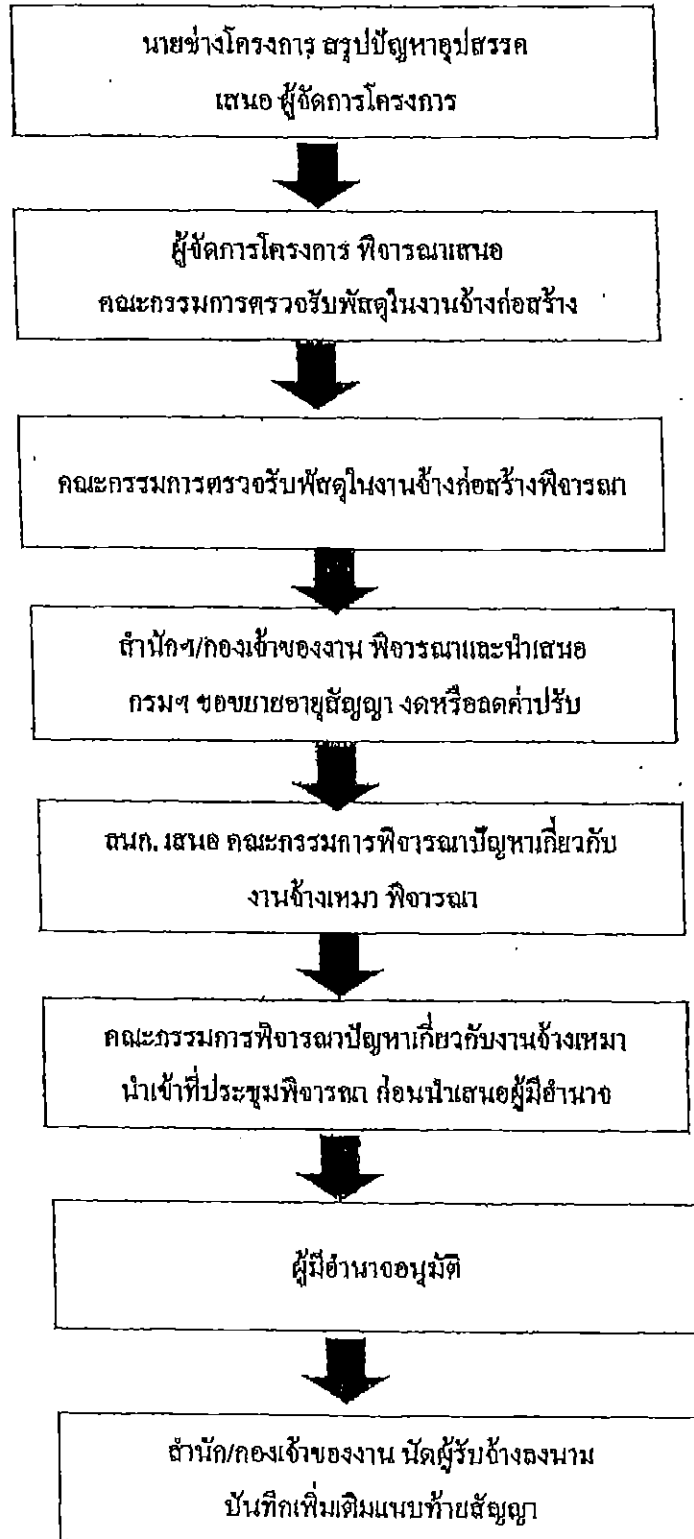 นายช่างโครงการ สรุปปัญหาอุปสรรค
เสนอ ผู้จัดการโครงการ
ผู้จัดการโครงการ พิจารณาเสนอ
คณะกรรมการตรวจรับพัสดุในงานจ้างก่อสร้าง
คณะกรรมการตรวจรับพัสดุในงานจ้างก่อสร้างพิจารณา
สำนักฯ/กองเจ้าของงาน พิจารณาและนำเสนอ
กรมฯ ขอขยายอายุสัญญา งดหรือลดค่าปรับ
สนก. เสนอ คณะกรรมการพิจารณาปัญหาเกี่ยวกับ
งานจ้างเหมา พิจารณา
คณะกรรมการพิจารณาปัญหาเกี่ยวกับงานจ้างเหมา
นำเข้าที่ประชุมพิจารณา ก่อนนำเสนอผู้มีอำนาจ
ผู้มีอำนาจอนุมัติ
สำนัก/กองเจ้าของงาน นัดผู้รับจ้างลงนาม
บันทึกเพิ่มเติมแนบท้ายสัญญา